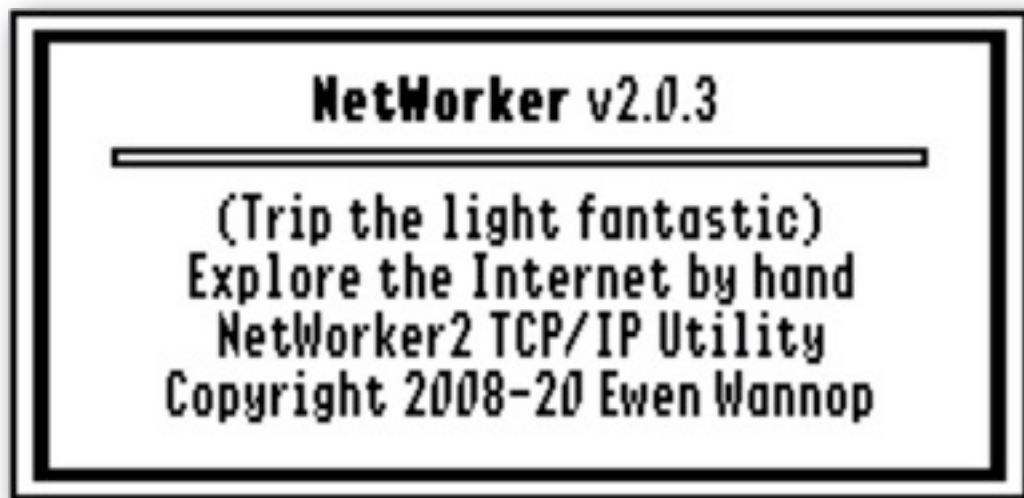 NetWorker v2.0.3
(Trip the light fantastic)
Explore the Internet by hand
NetWorker2 TCP/IP Utility
Copyright 2008-20 Ewen Wannop